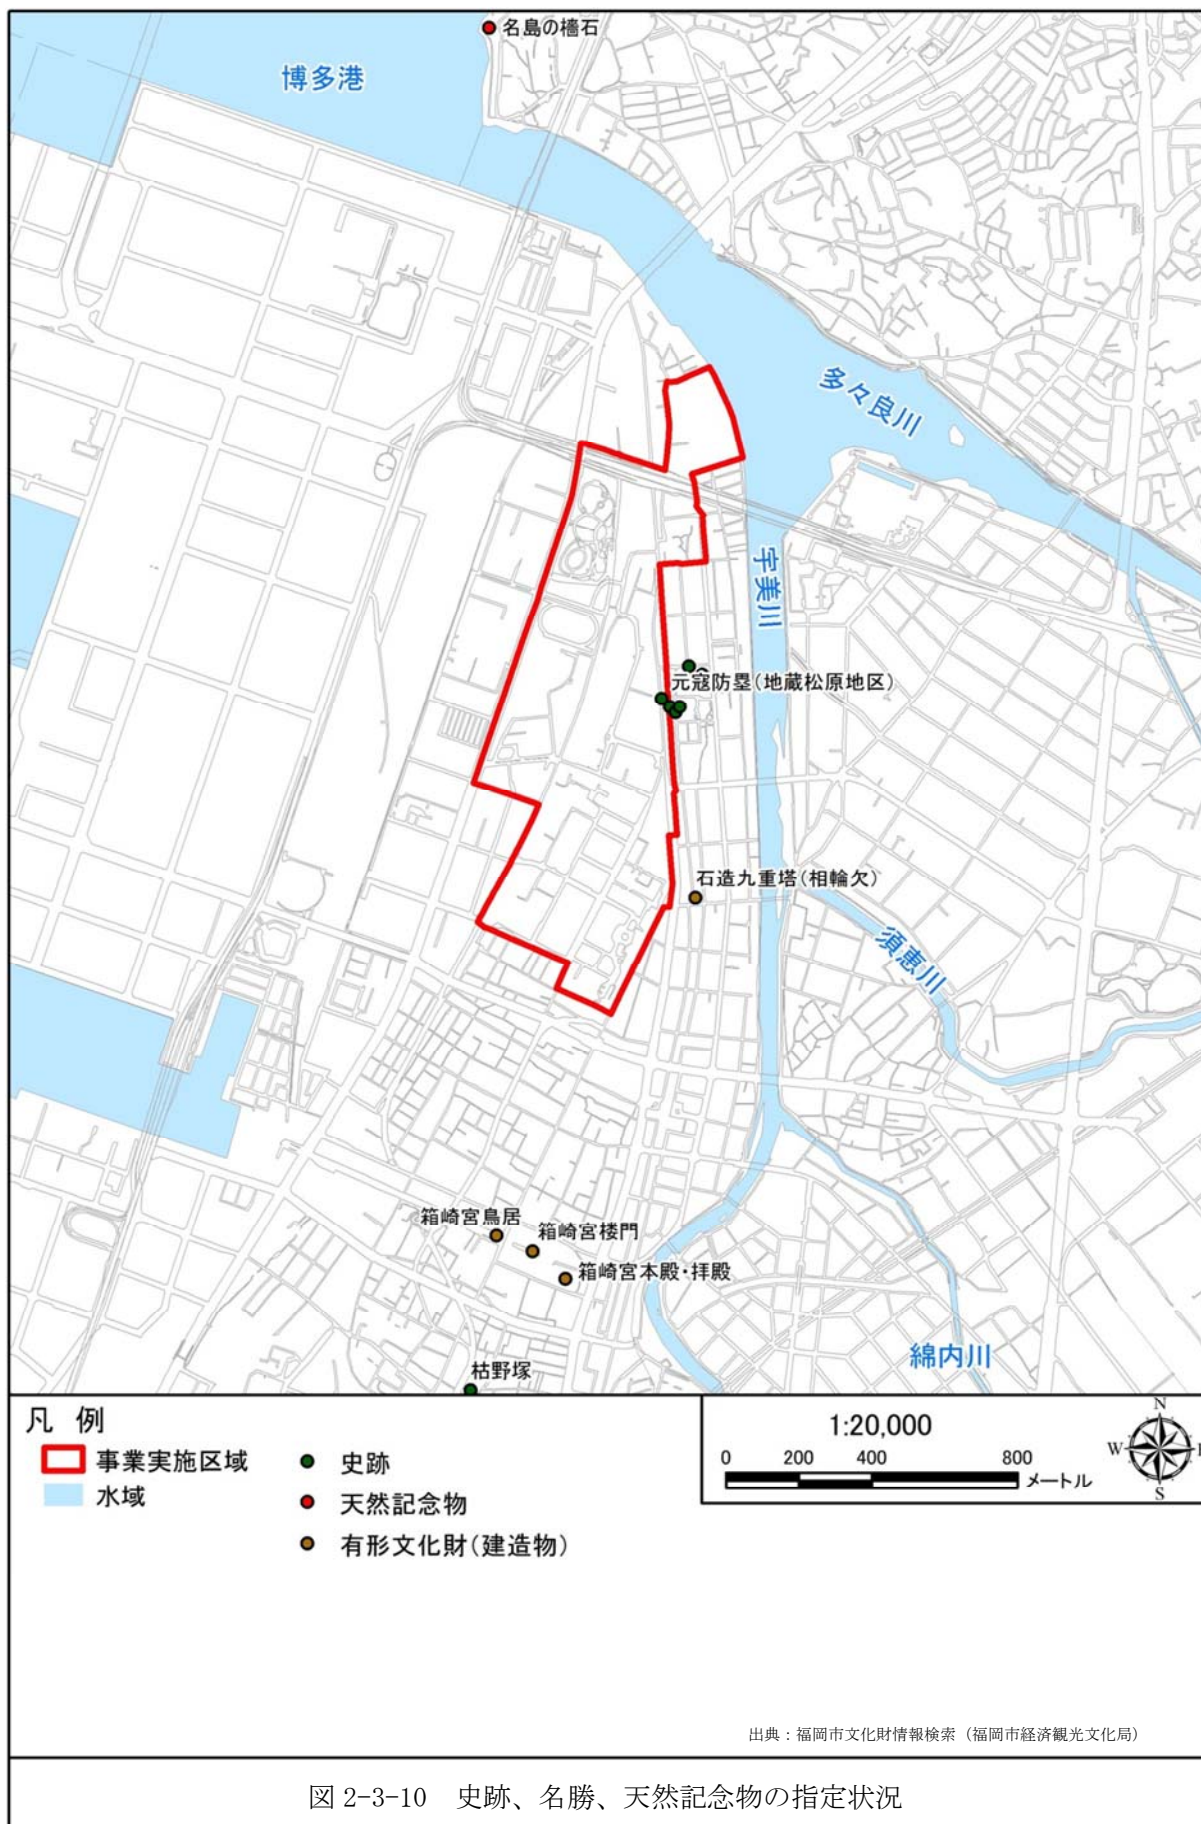 名島の檣石
博多港
多々良川
宇美川
元寇防塁(地蔵松原地区)
石造九重塔(相輪欠)
須恵川
箱崎宮鳥居
箱崎宮楼門
箱崎宮本殿・拝殿
綿内川
枯野塚
凡 例
事業実施区域
水域
史跡
天然記念物
有形文化財(建造物)
1:20,000
0 200 400 800
メートル
N
W
E
S
出典:福岡市文化財情報検索(福岡市経済観光文化局)
図 2-3-10 史跡、名勝、天然記念物の指定状況